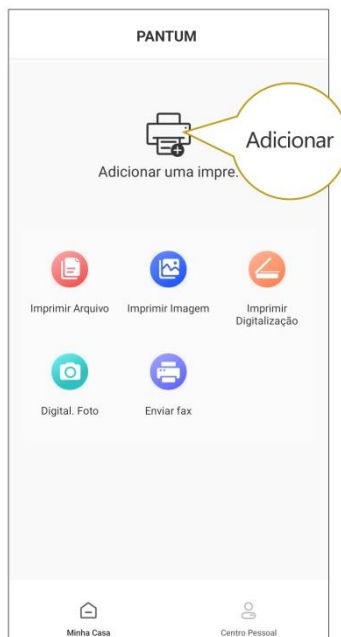 PANTUM
Adicionar
Adicionar uma impre.
Imprimir Arquivo
Imprimir Imagem
Imprimir
Digitalização
Digital. Foto
Enviar fax
Minha Casa
Centro Pessoal